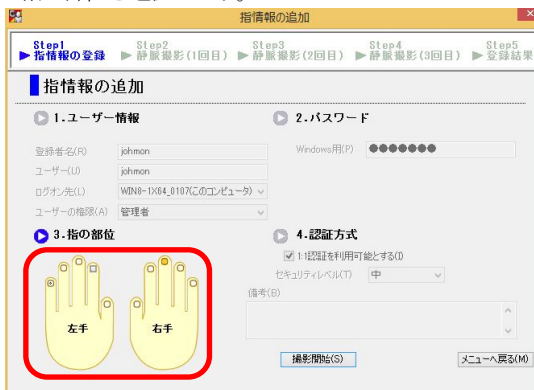 指情報の追加
Step1 Step2 Step3 Step4 Step5
▶指情報の登録 ▶静脈撮影(1回目) ▶静脈撮影(2回目) ▶静脈撮影(3回目) ▶登録結果
指情報の追加
1.ユーザー情報
登録者名(R) johmon
ユーザー(U) johmon
ログオン先(L) WIN8-1X64_0107(このコンピュータ)
ユーザーの権限(A) 管理者
2.パスワード
Windows用(P) ●●●●●●●
3.指の部位
左手 右手
4.認証方式
1:1認証を利用可能とする(I)
セキュリティレベル(T) 中
備考(B)
撮影開始(S) メニューへ戻る(M)